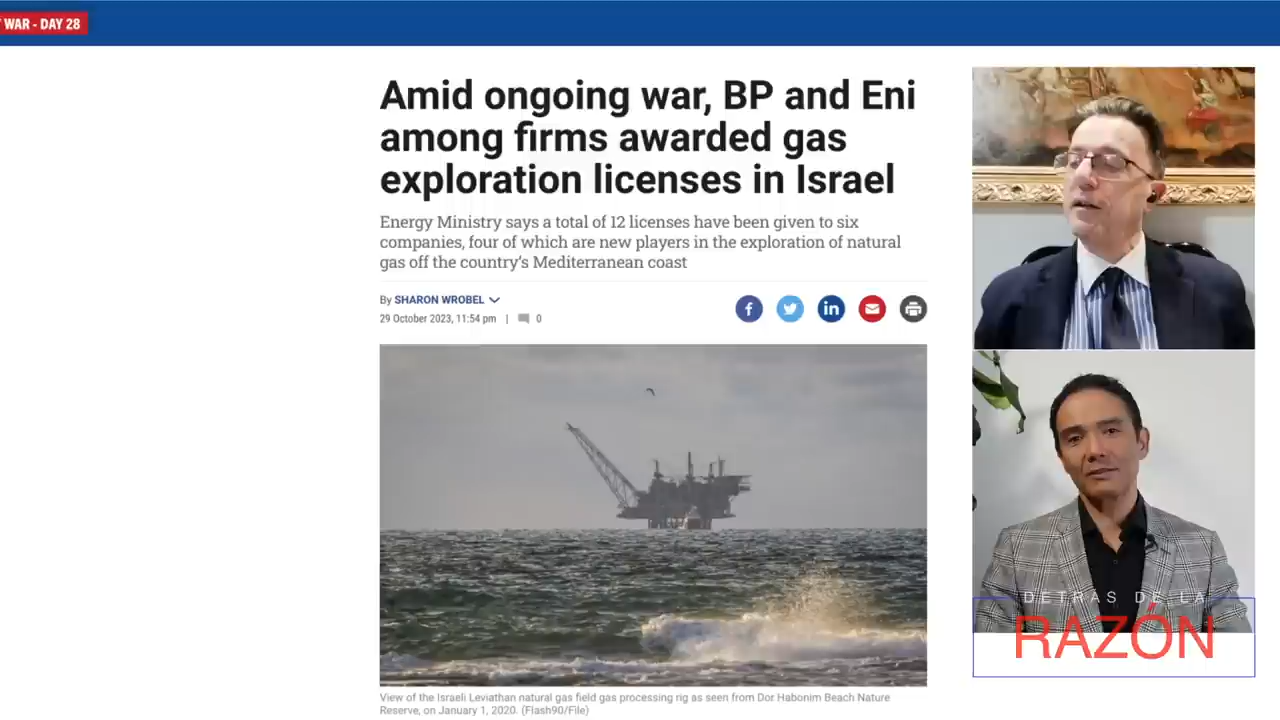 WAR - DAY 28
Amid ongoing war, BP and Eni
among firms awarded gas
exploration licenses in Israel
Energy Ministry says a total of 12 licenses have been given to six
companies, four of which are new players in the exploration of natural
gas off the country's Mediterranean coast
By SHARON WROBEL
29 October 2023, 11:54 pm | 0
f in
View of the Israeli Leviathan natural gas field gas processing rig as seen from Dor Habonim Beach Nature
Reserve, on January 1, 2020. (Flash90/File)
DETRÁS DE LA
RAZÓN